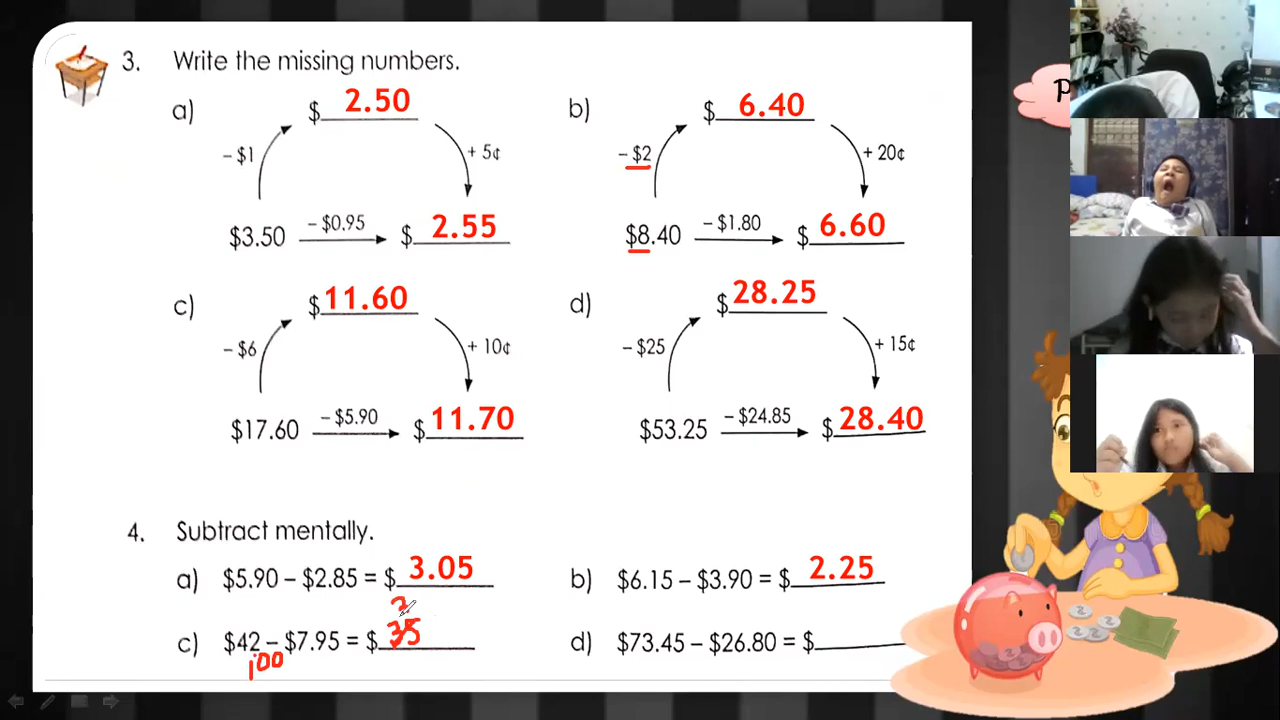 3. Write the missing numbers.
a) $ 2.50
b) $ 6.40
– $1 + 5¢
– $2 + 20¢
$3.50 – $0.95 $ 2.55
$8.40 – $1.80 $ 6.60
c) $ 11.60
d) $ 28.25
– $6 + 10¢
– $25 + 15¢
$17.60 – $5.90 $ 11.70
$53.25 – $24.85 $ 28.40
4. Subtract mentally.
a) $5.90 – $2.85 = $ 3.05
b) $6.15 – $3.90 = $ 2.25
c) $42 – $7.95 = $ 35
100
d) $73.45 – $26.80 = $